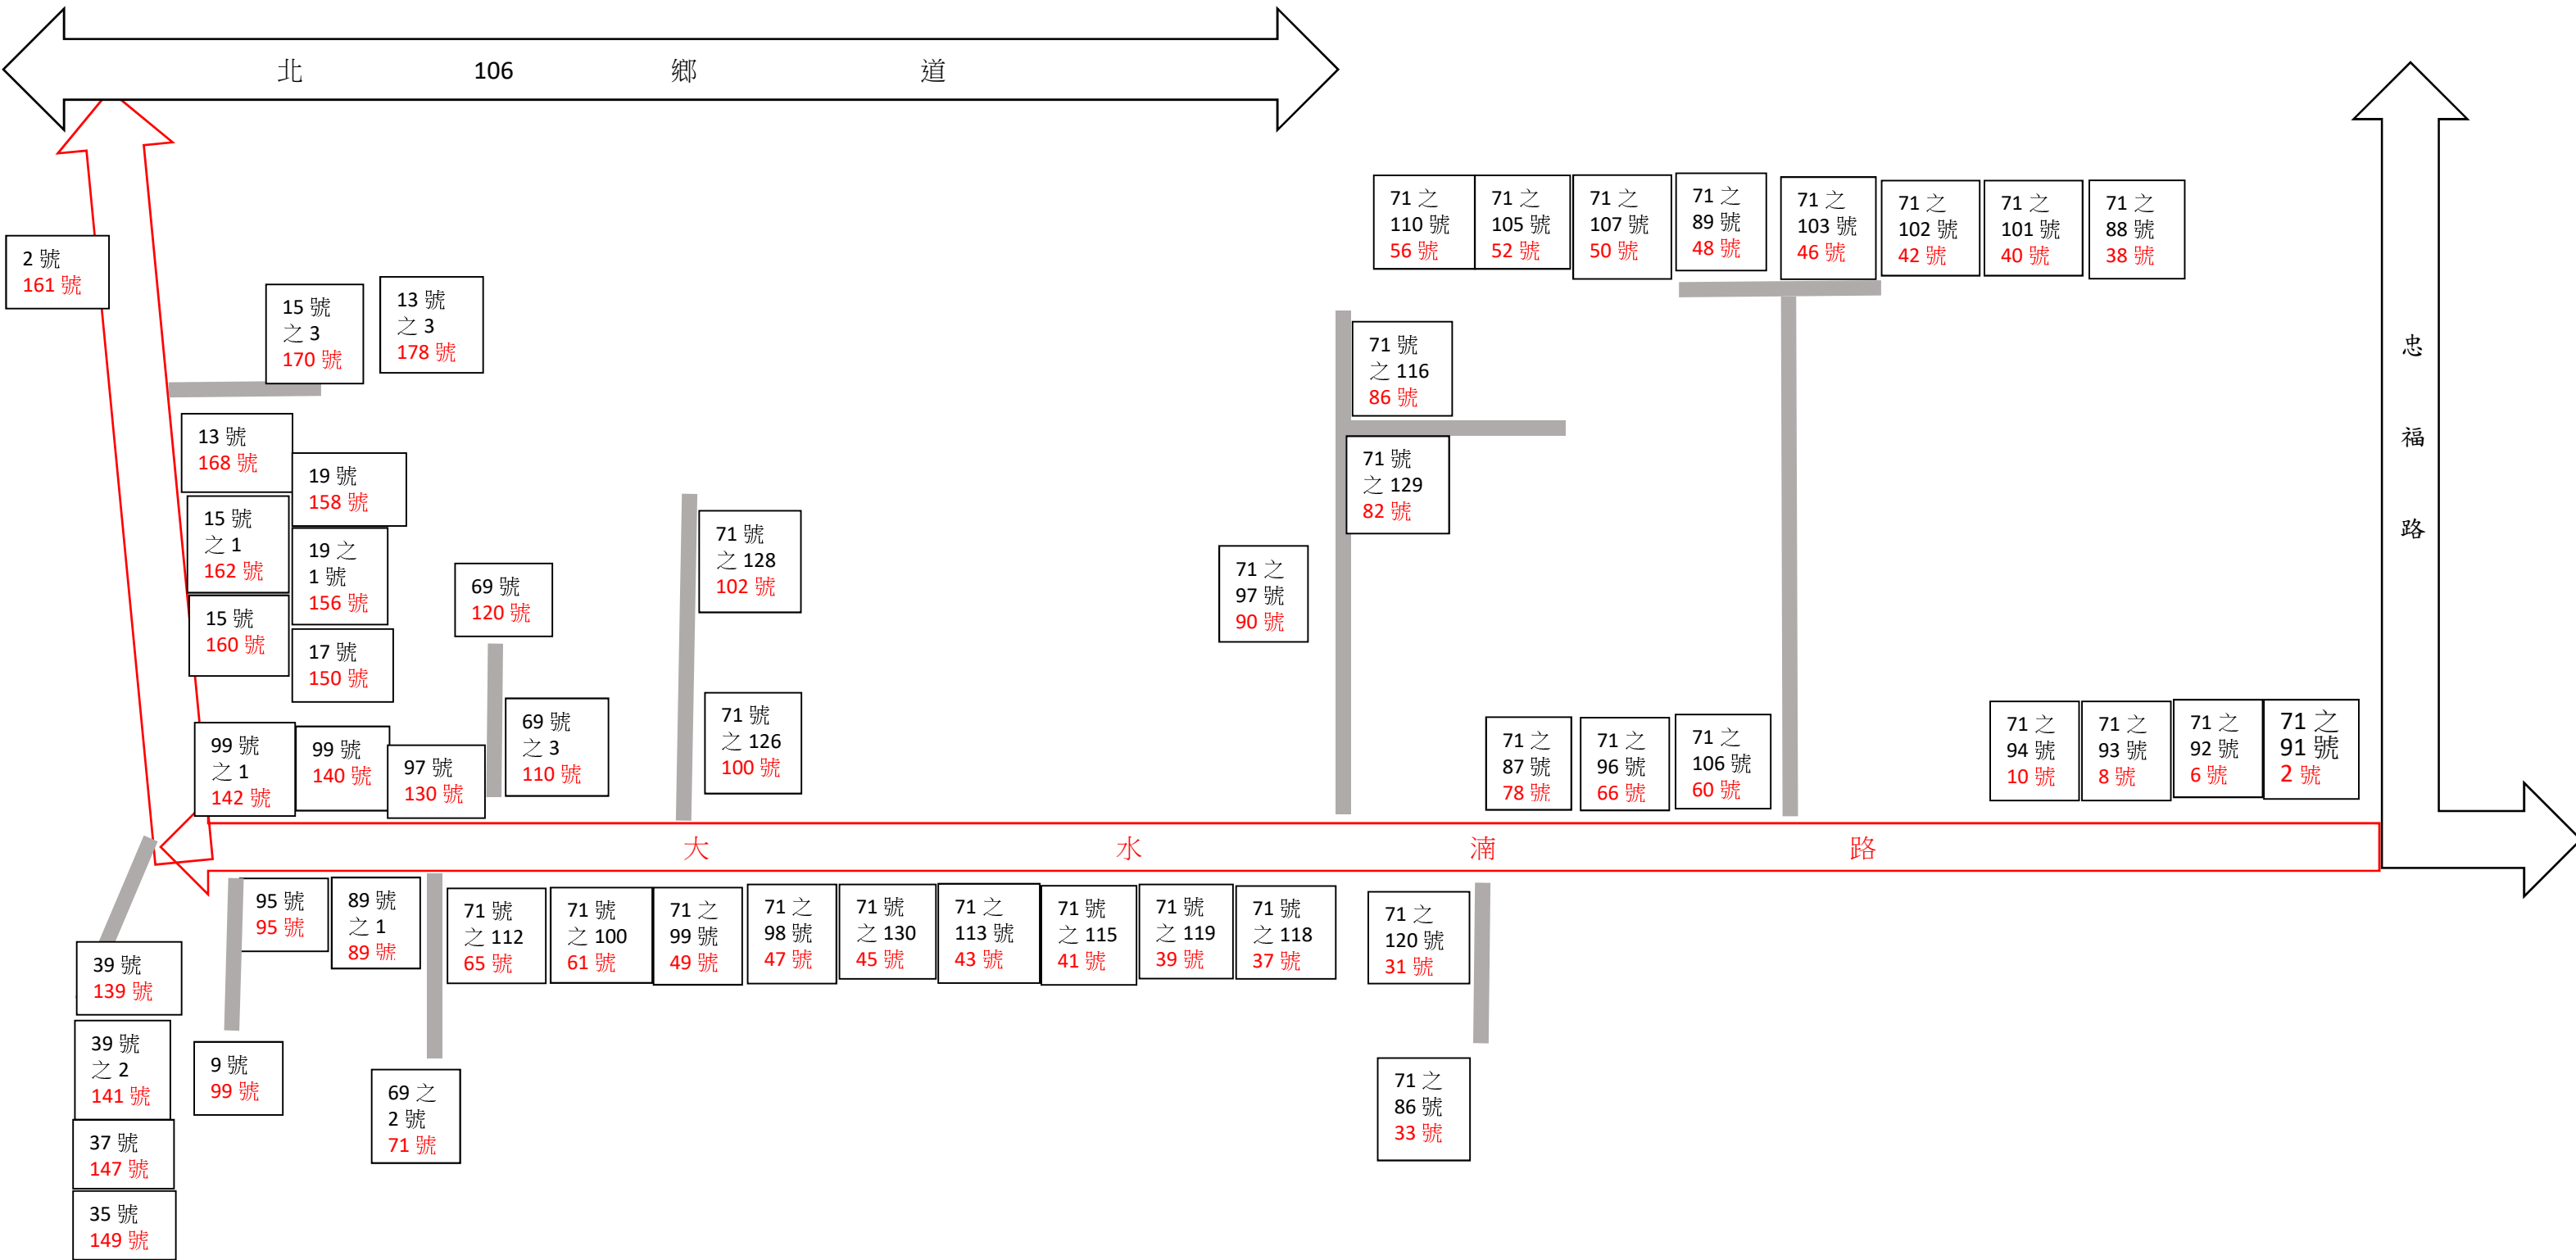 北 106 鄉 道
忠
福
路
71 之
110 號
56 號
71 之
105 號
52 號
71 之
107 號
50 號
71 之
89 號
48 號
71 之
103 號
46 號
71 之
102 號
42 號
71 之
101 號
40 號
71 之
88 號
38 號
2 號
161 號
15 號
之 3
170 號
13 號
之 3
178 號
71 號
之 116
86 號
13 號
168 號
19 號
158 號
71 號
之 129
82 號
15 號
之 1
162 號
19 之
1 號
156 號
69 號
120 號
71 號
之 128
102 號
71 之
97 號
90 號
15 號
160 號
17 號
150 號
99 號
之 1
142 號
99 號
140 號
97 號
130 號
69 號
之 3
110 號
71 號
之 126
100 號
71 之
87 號
78 號
71 之
96 號
66 號
71 之
106 號
60 號
71 之
94 號
10 號
71 之
93 號
8 號
71 之
92 號
6 號
71 之
91 號
2 號
大 水 湳 路
95 號
95 號
89 號
之 1
89 號
71 號
之 112
65 號
71 號
之 100
61 號
71 之
99 號
49 號
71 之
98 號
47 號
71 號
之 130
45 號
71 之
113 號
43 號
71 號
之 115
41 號
71 號
之 119
39 號
71 號
之 118
37 號
71 之
120 號
31 號
39 號
139 號
39 號
之 2
141 號
9 號
99 號
69 之
2 號
71 號
71 之
86 號
33 號
37 號
147 號
35 號
149 號